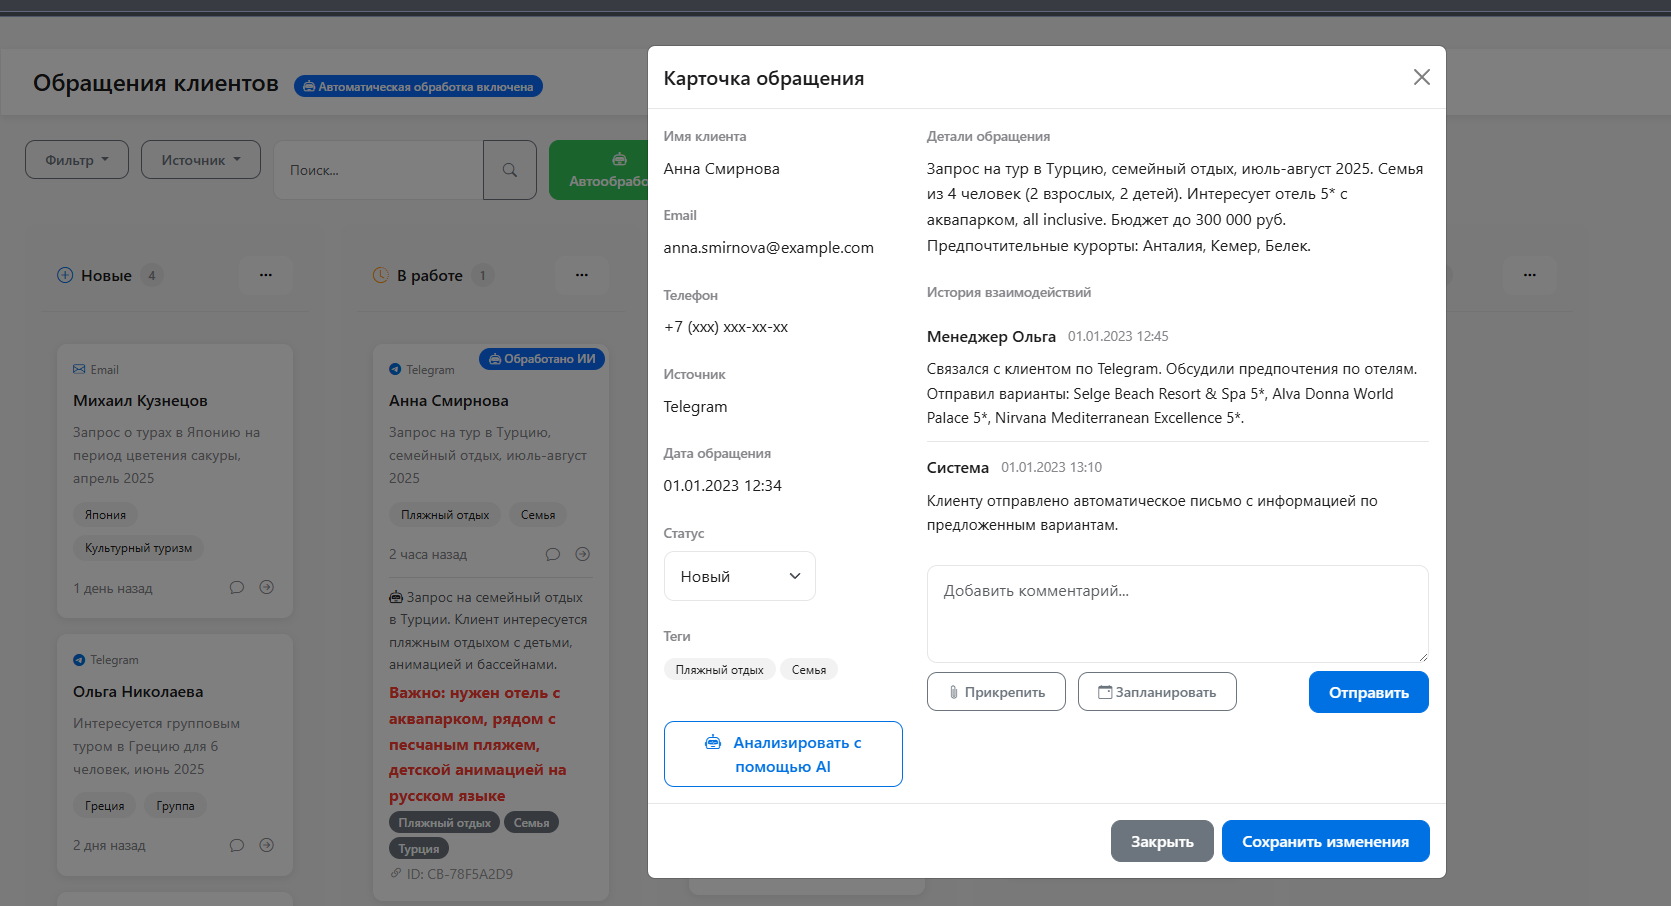 Обращения клиентов
Автоматическая обработка включена
Фильтр
Источник
Поиск...
Автообрабо
Новые 4
...
В работе 1
...
...
Email
Михаил Кузнецов
Запрос о турах в Японию на
период цветения сакуры,
апрель 2025
Япония
Культурный туризм
1 день назад
Telegram
Ольга Николаева
Интересуется групповым
туром в Грецию для 6
человек, июнь 2025
Греция Группа
2 дня назад
Обработано ИИ
Telegram
Анна Смирнова
Запрос на тур в Турцию,
семейный отдых, июль-август
2025
Пляжный отдых Семья
2 часа назад
Запрос на семейный отдых
в Турции. Клиент интересуется
пляжным отдыхом с детьми,
анимацией и бассейнами.
Важно: нужен отель с
аквапарком, рядом с
песчаным пляжем,
детской анимацией на
русском языке
Пляжный отдых Семья
Турция
ID: CB-78F5A2D9
Карточка обращения
Имя клиента
Анна Смирнова
Email
anna.smirnova@example.com
Телефон
+7 (xxx) xxx-xx-xx
Источник
Telegram
Дата обращения
01.01.2023 12:34
Статус
Новый
Теги
Пляжный отдых Семья
Анализировать с
помощью AI
Детали обращения
Запрос на тур в Турцию, семейный отдых, июль-август 2025. Семья
из 4 человек (2 взрослых, 2 детей). Интересует отель 5* с
аквапарком, all inclusive. Бюджет до 300 000 руб.
Предпочтительные курорты: Анталия, Кемер, Белек.
История взаимодействий
Менеджер Ольга 01.01.2023 12:45
Связался с клиентом по Telegram. Обсудили предпочтения по отелям.
Отправил варианты: Selge Beach Resort & Spa 5*, Alva Donna World
Palace 5*, Nirvana Mediterranean Excellence 5*.
Система 01.01.2023 13:10
Клиенту отправлено автоматическое письмо с информацией по
предложенным вариантам.
Добавить комментарий...
Прикрепить
Запланировать
Отправить
Закрыть
Сохранить изменения